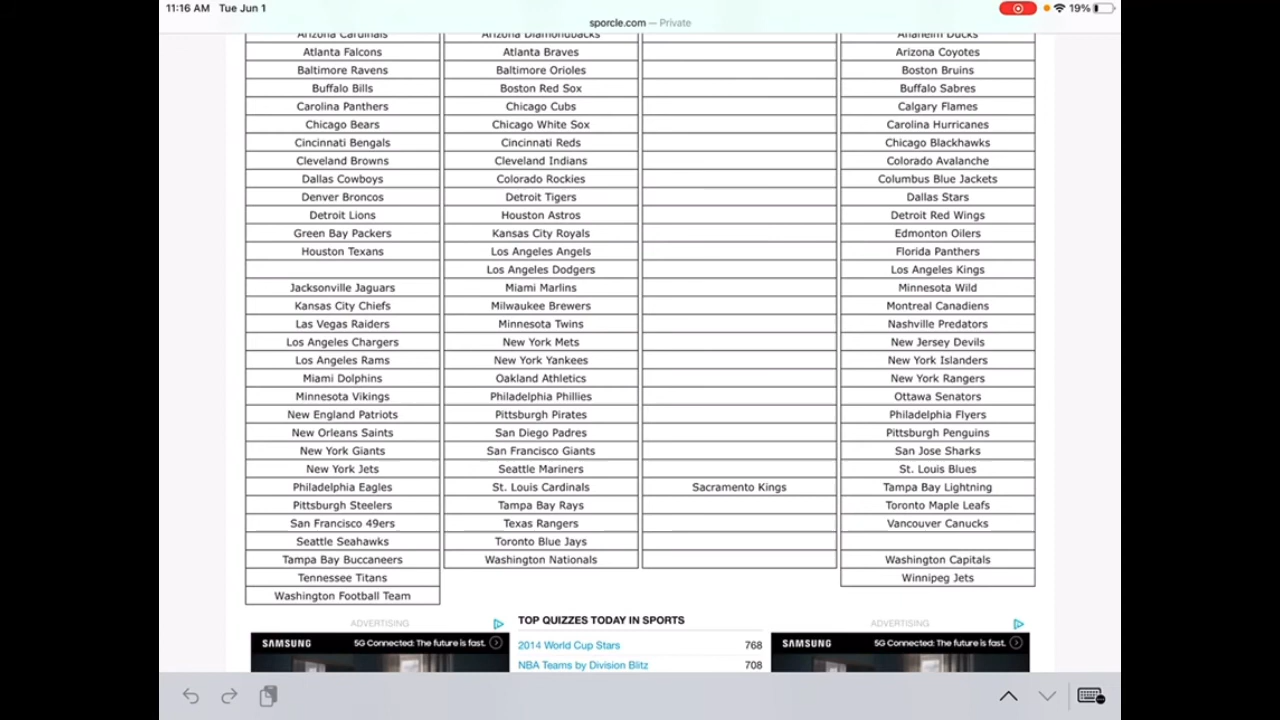 11:16 AM Tue Jun 1
19%
sporcle.com — Private
Arizona Cardinals Arizona Diamondbacks Anaheim Ducks
Atlanta Falcons Atlanta Braves Arizona Coyotes
Baltimore Ravens Baltimore Orioles Boston Bruins
Buffalo Bills Boston Red Sox Buffalo Sabres
Carolina Panthers Chicago Cubs Calgary Flames
Chicago Bears Chicago White Sox Carolina Hurricanes
Cincinnati Bengals Cincinnati Reds Chicago Blackhawks
Cleveland Browns Cleveland Indians Colorado Avalanche
Dallas Cowboys Colorado Rockies Columbus Blue Jackets
Denver Broncos Detroit Tigers Dallas Stars
Detroit Lions Houston Astros Detroit Red Wings
Green Bay Packers Kansas City Royals Edmonton Oilers
Houston Texans Los Angeles Angels Florida Panthers
Los Angeles Dodgers Los Angeles Kings
Jacksonville Jaguars Miami Marlins Minnesota Wild
Kansas City Chiefs Milwaukee Brewers Montreal Canadiens
Las Vegas Raiders Minnesota Twins Nashville Predators
Los Angeles Chargers New York Mets New Jersey Devils
Los Angeles Rams New York Yankees New York Islanders
Miami Dolphins Oakland Athletics New York Rangers
Minnesota Vikings Philadelphia Phillies Ottawa Senators
New England Patriots Pittsburgh Pirates Philadelphia Flyers
New Orleans Saints San Diego Padres Pittsburgh Penguins
New York Giants San Francisco Giants San Jose Sharks
New York Jets Seattle Mariners St. Louis Blues
Philadelphia Eagles St. Louis Cardinals Sacramento Kings Tampa Bay Lightning
Pittsburgh Steelers Tampa Bay Rays Toronto Maple Leafs
San Francisco 49ers Texas Rangers Vancouver Canucks
Seattle Seahawks Toronto Blue Jays
Tampa Bay Buccaneers Washington Nationals Washington Capitals
Tennessee Titans Winnipeg Jets
Washington Football Team
ADVERTISING TOP QUIZZES TODAY IN SPORTS ADVERTISING
SAMSUNG 5G Connected: The future is fast. 2014 World Cup Stars 768 SAMSUNG 5G Connected: The future is fast.
NBA Teams by Division Blitz 708